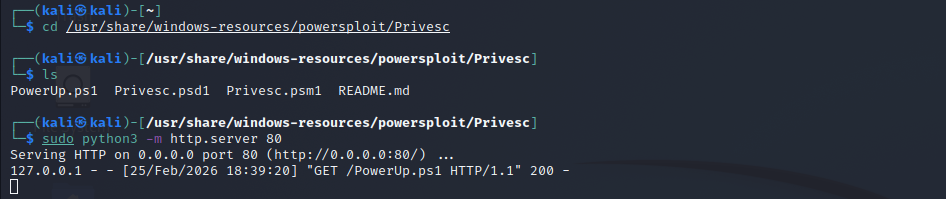 ┌──(kali㉿kali)-[~]
└─$ cd /usr/share/windows-resources/powersploit/Privesc
┌──(kali㉿kali)-[/usr/share/windows-resources/powersploit/Privesc]
└─$ ls
PowerUp.ps1  Privesc.psd1  Privesc.psm1  README.md
┌──(kali㉿kali)-[/usr/share/windows-resources/powersploit/Privesc]
└─$ sudo python3 -m http.server 80
Serving HTTP on 0.0.0.0 port 80 (http://0.0.0.0:80/) ...
127.0.0.1 - - [25/Feb/2026 18:39:20] "GET /PowerUp.ps1 HTTP/1.1" 200 -